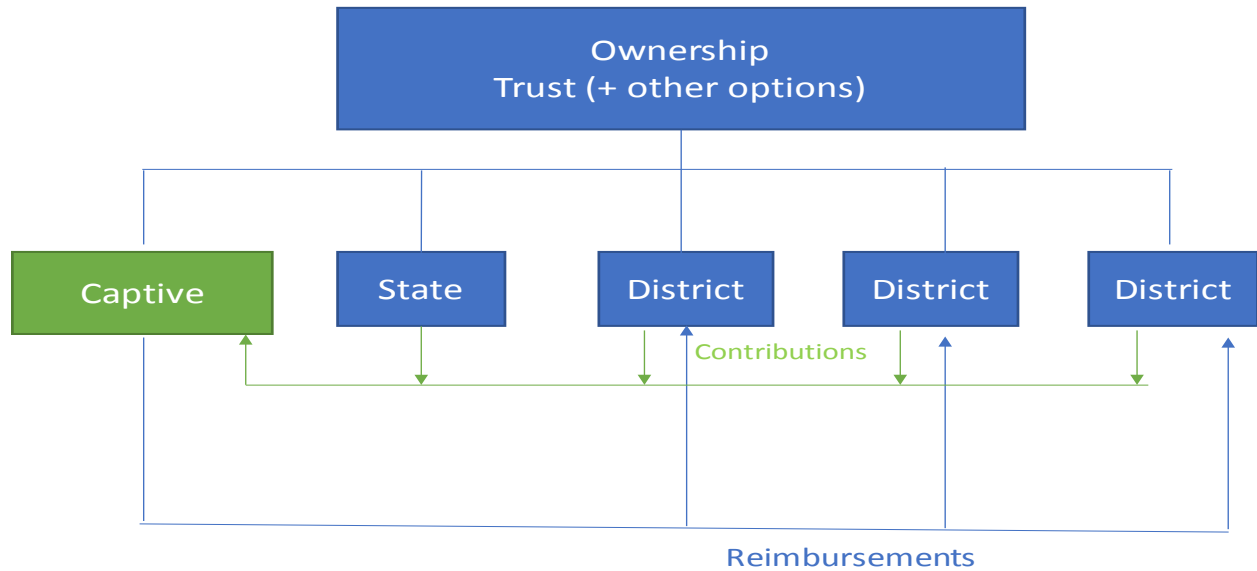 Ownership
Trust (+ other options)
Captive
State
District
District
District
Contributions
Reimbursements